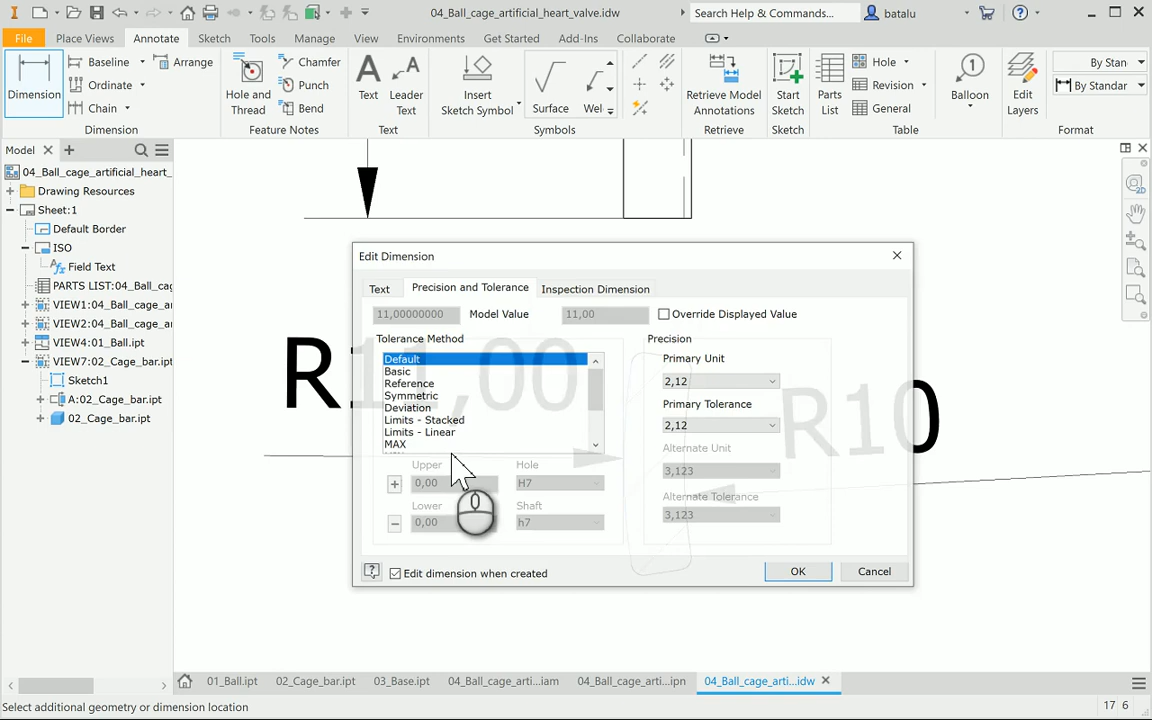 04_Ball_cage_artificial_heart_valve.idw
Search Help & Commands...
batalu
File
Place Views
Annotate
Sketch
Tools
Manage
View
Environments
Get Started
Add-Ins
Collaborate
Dimension
Baseline
Ordinate
Chain
Arrange
Dimension
Hole and
Thread
Chamfer
Punch
Bend
Feature Notes
Text
Leader
Text
Text
Insert
Sketch Symbol
Surface
Wel
Symbols
Retrieve Model
Annotations
Retrieve
Start
Sketch
Sketch
Parts
List
Hole
Revision
General
Table
Balloon
Edit
Layers
By Stan
By Standar
Format
Model
04_Ball_cage_artificial_heart_
Drawing Resources
Sheet:1
Default Border
ISO
Field Text
PARTS LIST:04_Ball_ca
VIEW1:04_Ball_cage_ar
VIEW2:04_Ball_cage_ar
VIEW4:01_Ball.ipt
VIEW7:02_Cage_bar.ipt
Sketch1
A:02_Cage_bar.ipt
02_Cage_bar.ipt
Edit Dimension
Text
Precision and Tolerance
Inspection Dimension
11,00000000
Model Value
11,00
Override Displayed Value
Tolerance Method
Default
Basic
Reference
Symmetric
Deviation
Limits - Stacked
Limits - Linear
MAX
Upper
0,00
Lower
0,00
Hole
H7
Shaft
h7
Precision
Primary Unit
2,12
Primary Tolerance
2,12
Alternate Unit
3,123
Alternate Tolerance
3,123
Edit dimension when created
OK
Cancel
R11,00
R10
01_Ball.ipt
02_Cage_bar.ipt
03_Base.ipt
04_Ball_cage_arti...iam
04_Ball_cage_arti...ipn
04_Ball_cage_arti...idw
Select additional geometry or dimension location
17 6